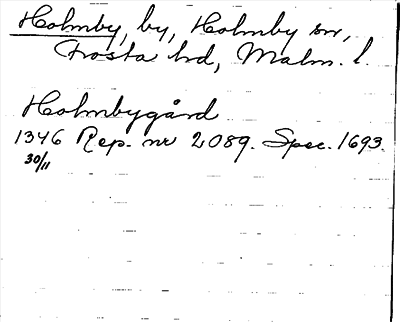 Holmby, by, Holmby sn,
Frosta hd, Malm. l.
Holmbygård
1346 Rep. nr 2089. Spec. 1693.
30/11